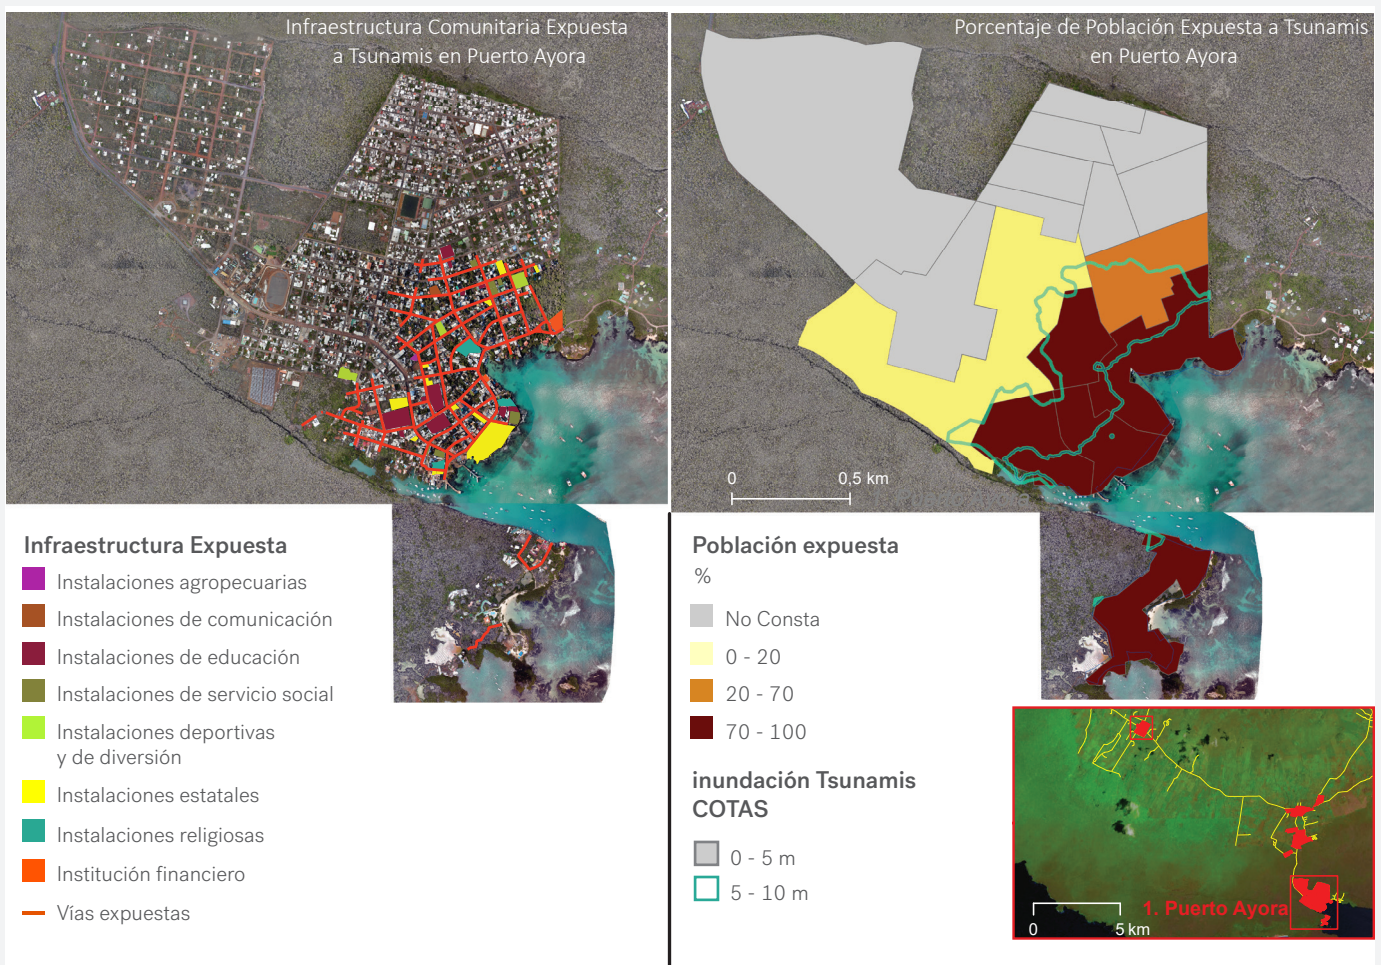 Infraestructura Comunitaria Expuesta
a Tsunamis en Puerto Ayora
Porcentaje de Población Expuesta a Tsunamis
en Puerto Ayora
0
0,5 km
Infraestructura Expuesta
Instalaciones agropecuarias
Instalaciones de comunicación
Instalaciones de educación
Instalaciones de servicio social
Instalaciones deportivas
y de diversión
Instalaciones estatales
Instalaciones religiosas
Institución financiero
Vías expuestas
Población expuesta
%
No Consta
0 - 20
20 - 70
70 - 100
inundación Tsunamis
COTAS
0 - 5 m
5 - 10 m
1. Puerto Ayora
0
5 km